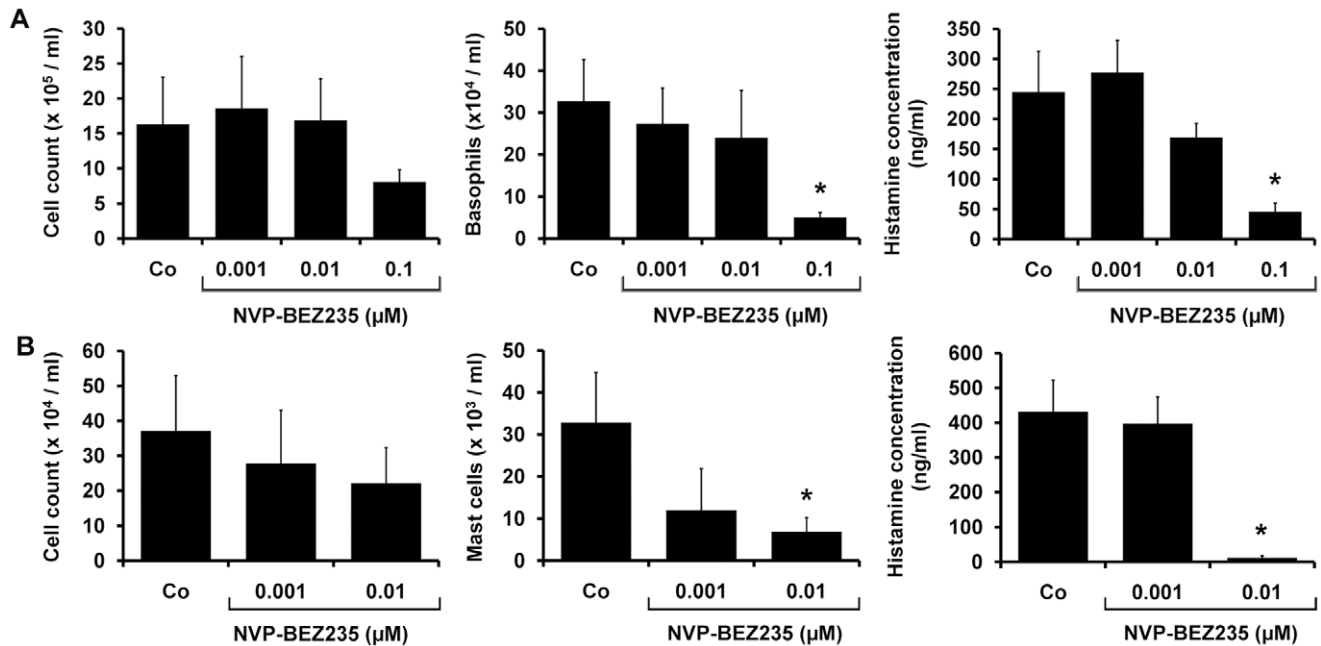 A
Cell count (x 10⁵ / ml)
30
25
20
15
10
5
0
Co
0.001
0.01
0.1
NVP-BEZ235 (µM)
Basophils (x10⁴ / ml)
50
40
30
20
10
0
*
Co
0.001
0.01
0.1
NVP-BEZ235 (µM)
Histamine concentration
(ng/ml)
350
300
250
200
150
100
50
0
*
Co
0.001
0.01
0.1
NVP-BEZ235 (µM)
B
Cell count (x 10⁴ / ml)
60
50
40
30
20
10
0
Co
0.001
0.01
NVP-BEZ235 (µM)
Mast cells (x 10³ / ml)
50
40
30
20
10
0
*
Co
0.001
0.01
NVP-BEZ235 (µM)
Histamine concentration
(ng/ml)
600
500
400
300
200
100
0
*
Co
0.001
0.01
NVP-BEZ235 (µM)